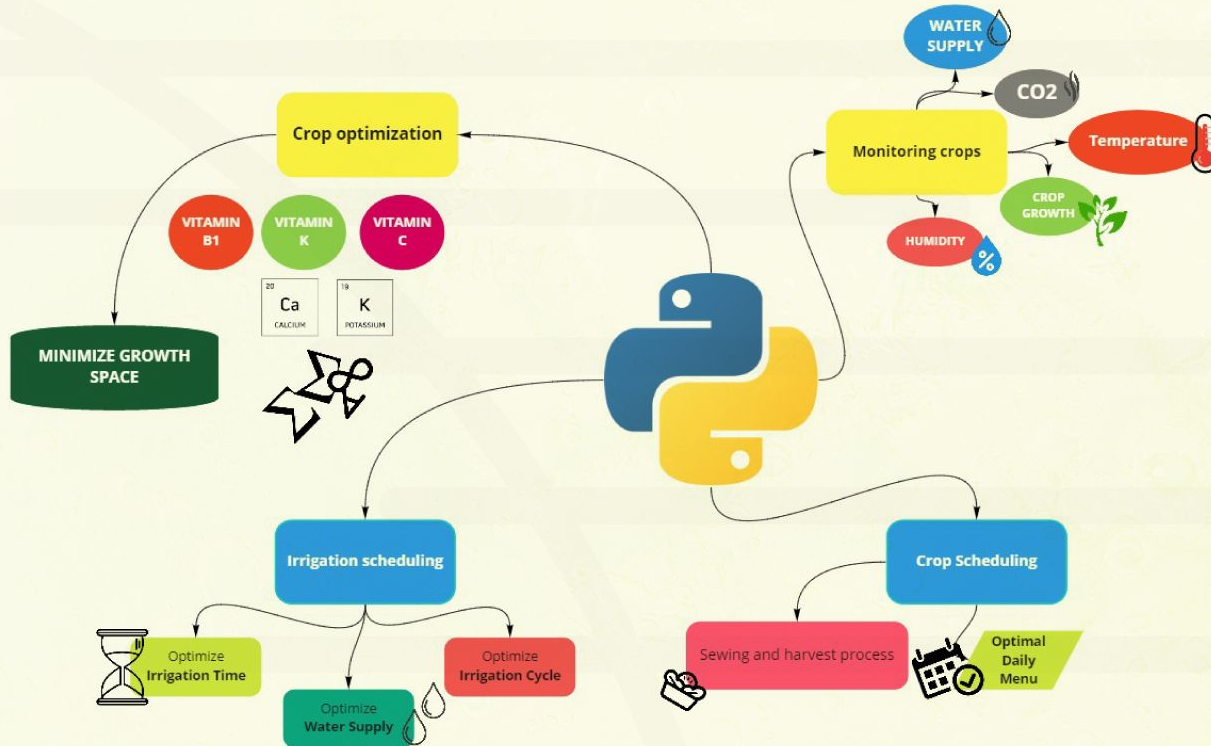 WATER
SUPPLY
CO2
Crop optimization
Monitoring crops
Temperature
VITAMIN
B1
VITAMIN
K
VITAMIN
C
CROP
GROWTH
HUMIDITY
%
20
Ca
CALCIUM
19
K
POTASSIUM
MINIMIZE GROWTH
SPACE
Irrigation scheduling
Crop Scheduling
Optimize
Irrigation Time
Optimize
Water Supply
Optimize
Irrigation Cycle
Sewing and harvest process
Optimal
Daily
Menu